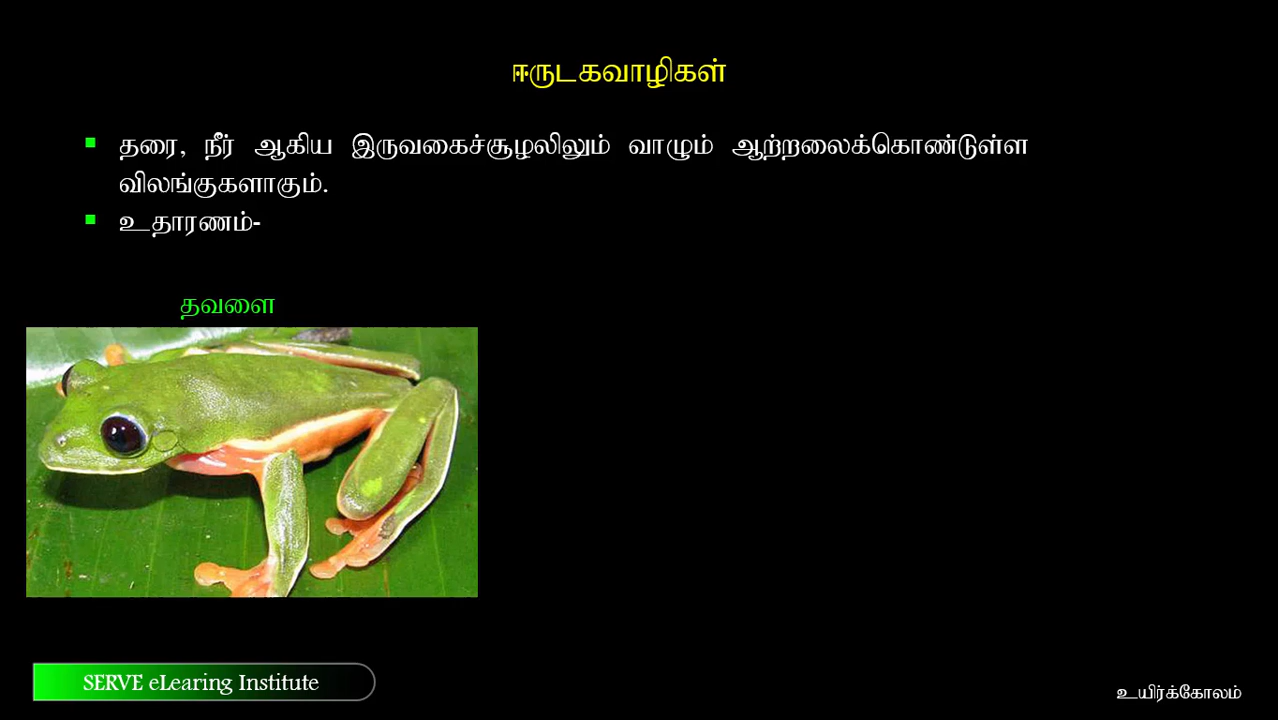 ஈருடகவாழிகள்
▪ தரை, நீர் ஆகிய இருவகைச்சூழலிலும் வாழும் ஆற்றலைக்கொண்டுள்ள
விலங்குகளாகும்.
▪ உதாரணம்-
தவளை
SERVE eLearing Institute
உயிர்க்கோலம்